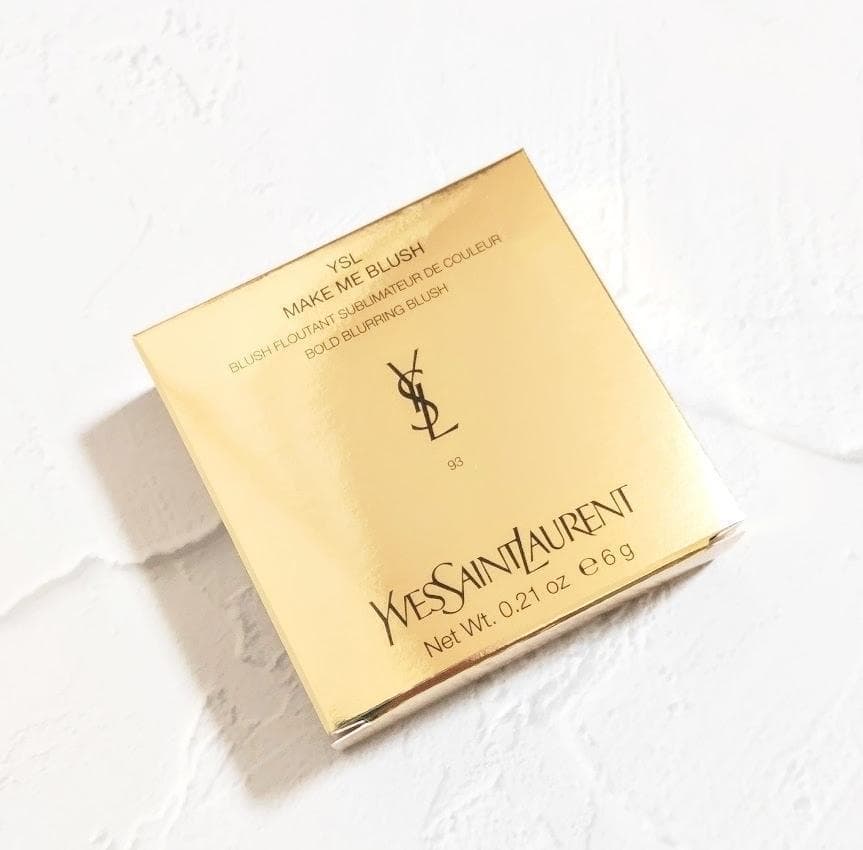 YSL
MAKE ME BLUSH
BLUSH FLOUTANT SUBLIMATEUR DE COULEUR
BOLD BLURRING BLUSH
YSL
93
YVESSAINTLAURENT
Net Wt. 0.21 oz ℮ 6 g